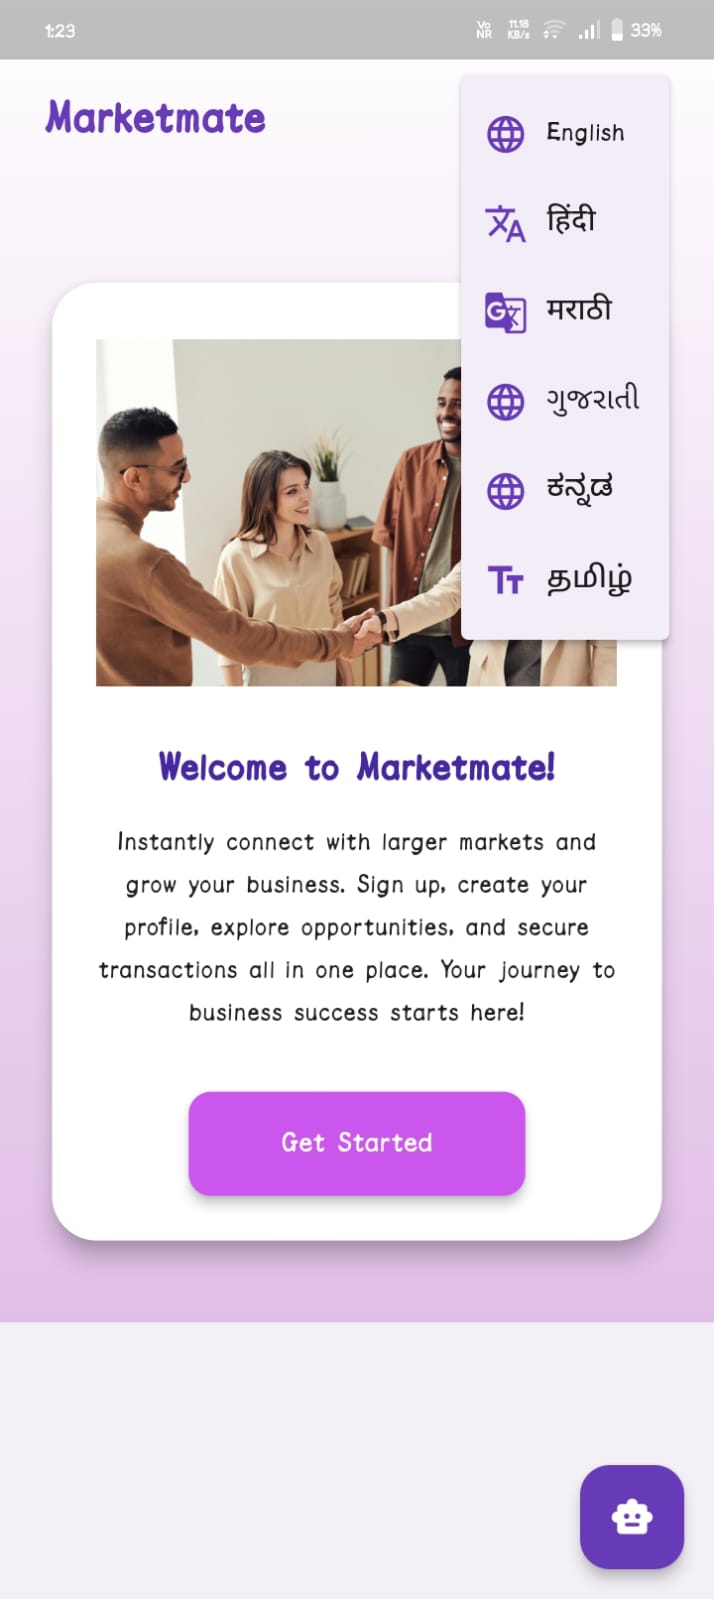 1:23
Vo
NR
11.18
KB/s
33%
Marketmate
English
हिंदी
मराठी
ગુજરાતી
ಕನ್ನಡ
தமிழ்
Welcome to Marketmate!
Instantly connect with larger markets and
grow your business. Sign up, create your
profile, explore opportunities, and secure
transactions all in one place. Your journey to
business success starts here!
Get Started